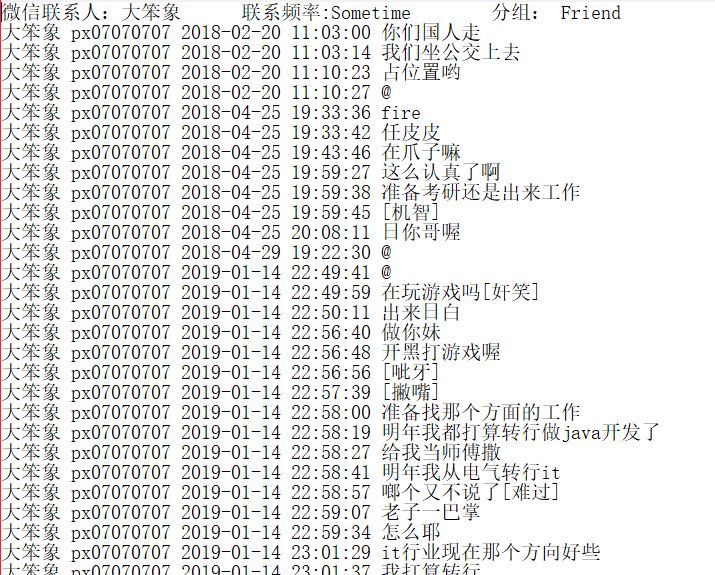 微信联系人：大笨象 联系频率:Sometime 分组： Friend
大笨象 px07070707 2018-02-20 11:03:00 你们国人走
大笨象 px07070707 2018-02-20 11:03:14 我们坐公交上去
大笨象 px07070707 2018-02-20 11:10:23 占位置哟
大笨象 px07070707 2018-02-20 11:10:27 @
大笨象 px07070707 2018-04-25 19:33:36 fire
大笨象 px07070707 2018-04-25 19:33:42 任皮皮
大笨象 px07070707 2018-04-25 19:43:46 在爪子嘛
大笨象 px07070707 2018-04-25 19:59:27 这么认真了啊
大笨象 px07070707 2018-04-25 19:59:38 准备考研还是出来工作
大笨象 px07070707 2018-04-25 19:59:45 [机智]
大笨象 px07070707 2018-04-25 20:08:11 日你哥喔
大笨象 px07070707 2018-04-29 19:22:30 @
大笨象 px07070707 2019-01-14 22:49:41 @
大笨象 px07070707 2019-01-14 22:49:59 在玩游戏吗[奸笑]
大笨象 px07070707 2019-01-14 22:50:11 出来日白
大笨象 px07070707 2019-01-14 22:56:40 做你妹
大笨象 px07070707 2019-01-14 22:56:48 开黑打游戏喔
大笨象 px07070707 2019-01-14 22:56:56 [呲牙]
大笨象 px07070707 2019-01-14 22:57:39 [撇嘴]
大笨象 px07070707 2019-01-14 22:58:00 准备找那个方面的工作
大笨象 px07070707 2019-01-14 22:58:19 明年我都打算转行做java开发了
大笨象 px07070707 2019-01-14 22:58:27 给我当师傅撒
大笨象 px07070707 2019-01-14 22:58:41 明年我从电气转行it
大笨象 px07070707 2019-01-14 22:58:57 啷个又不说了[难过]
大笨象 px07070707 2019-01-14 22:59:07 老子一巴掌
大笨象 px07070707 2019-01-14 22:59:34 怎么耶
大笨象 px07070707 2019-01-14 23:01:29 it行业现在那个方向好些
大笨象 px07070707 2019-01-14 23:01:37 我打算转行